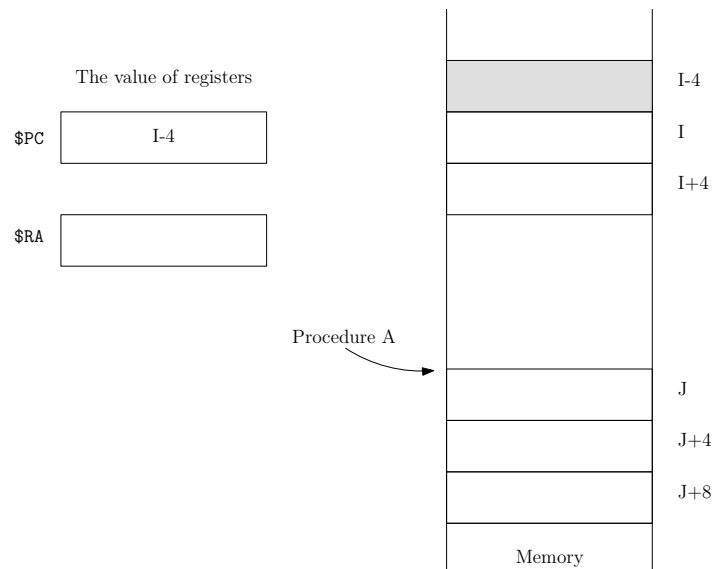 The value of registers
$PC
I-4
$RA
Procedure A
I-4
I
I+4
J
J+4
J+8
Memory